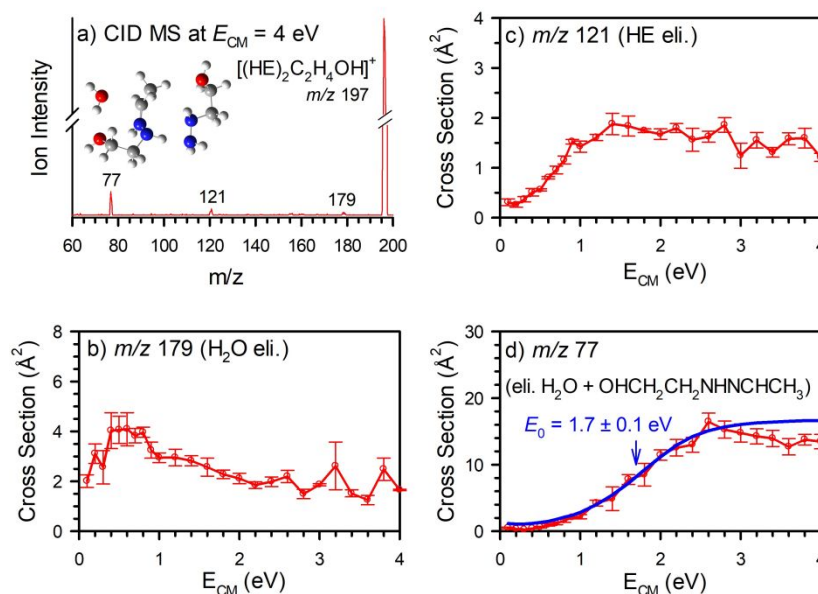 a) CID MS at E_CM = 4 eV
[(HE)₂C₂H₄OH]⁺
m/z 197
Ion Intensity
77
121
179
60 80 100 120 140 160 180 200
m/z
c) m/z 121 (HE eli.)
Cross Section (Å²)
4
3
2
1
0
0 1 2 3 4
E_CM (eV)
b) m/z 179 (H₂O eli.)
Cross Section (Å²)
8
6
4
2
0
0 1 2 3 4
E_CM (eV)
d) m/z 77
(eli. H₂O + OHCH₂CH₂NHNCHCH₃)
E₀ = 1.7 ± 0.1 eV
Cross Section (Å²)
30
20
10
0
0 1 2 3 4
E_CM (eV)